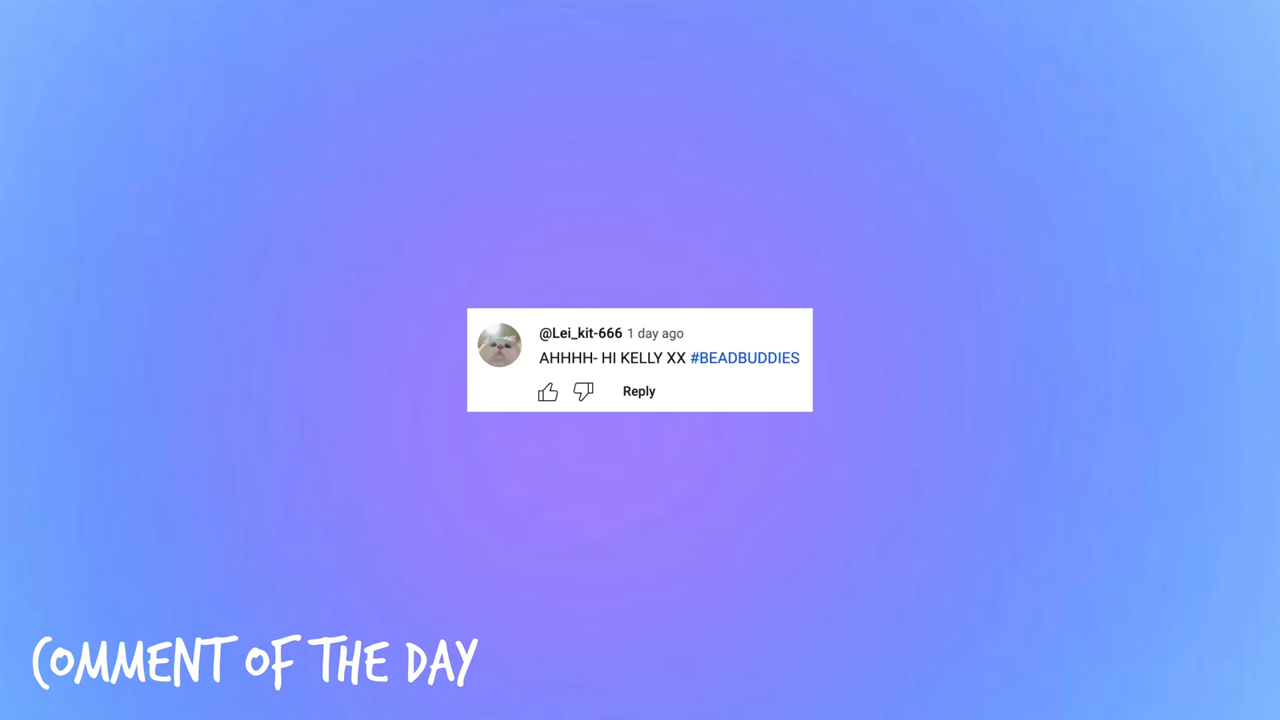 @Lei_kit-666 1 day ago
AHHHH- HI KELLY XX #BEADBUDDIES
Reply
COMMENT OF THE DAY